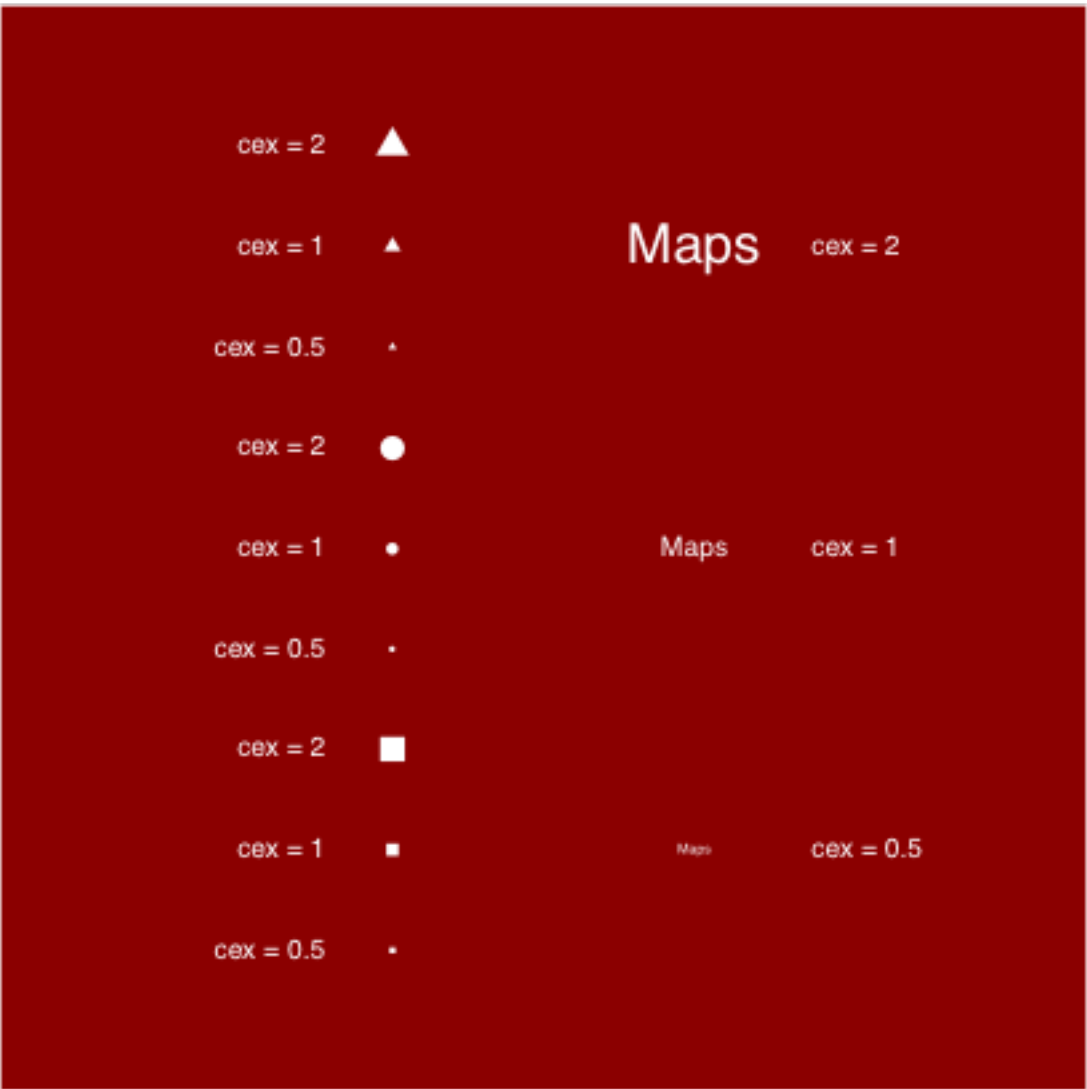 cex = 2
cex = 1
Maps cex = 2
cex = 0.5
cex = 2
cex = 1
Maps cex = 1
cex = 0.5
cex = 2
cex = 1
Maps cex = 0.5
cex = 0.5